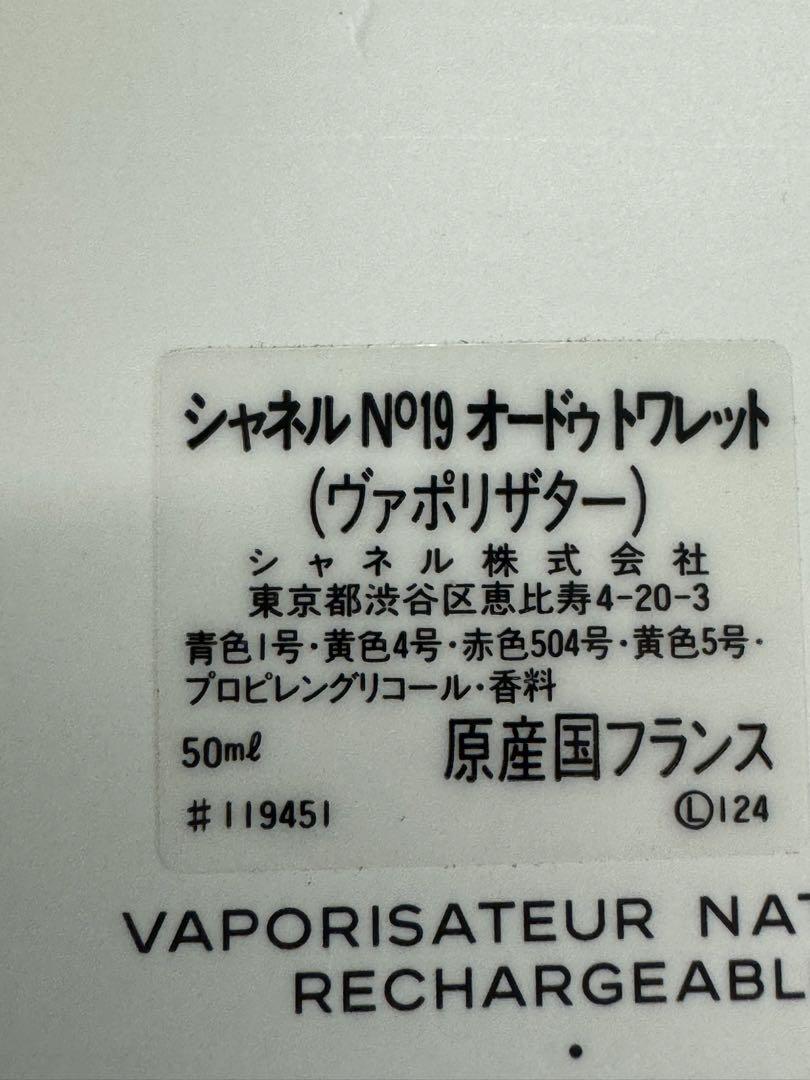 シャネル Nº19 オードゥ トワレット
(ヴァポリザター)
シャネル株式会社
東京都渋谷区恵比寿4-20-3
青色1号・黄色4号・赤色504号・黄色5号・
プロピレングリコール・香料
50mℓ 原産国フランス
#119451 Ⓛ124
VAPORISATEUR NAT
RECHARGEABL